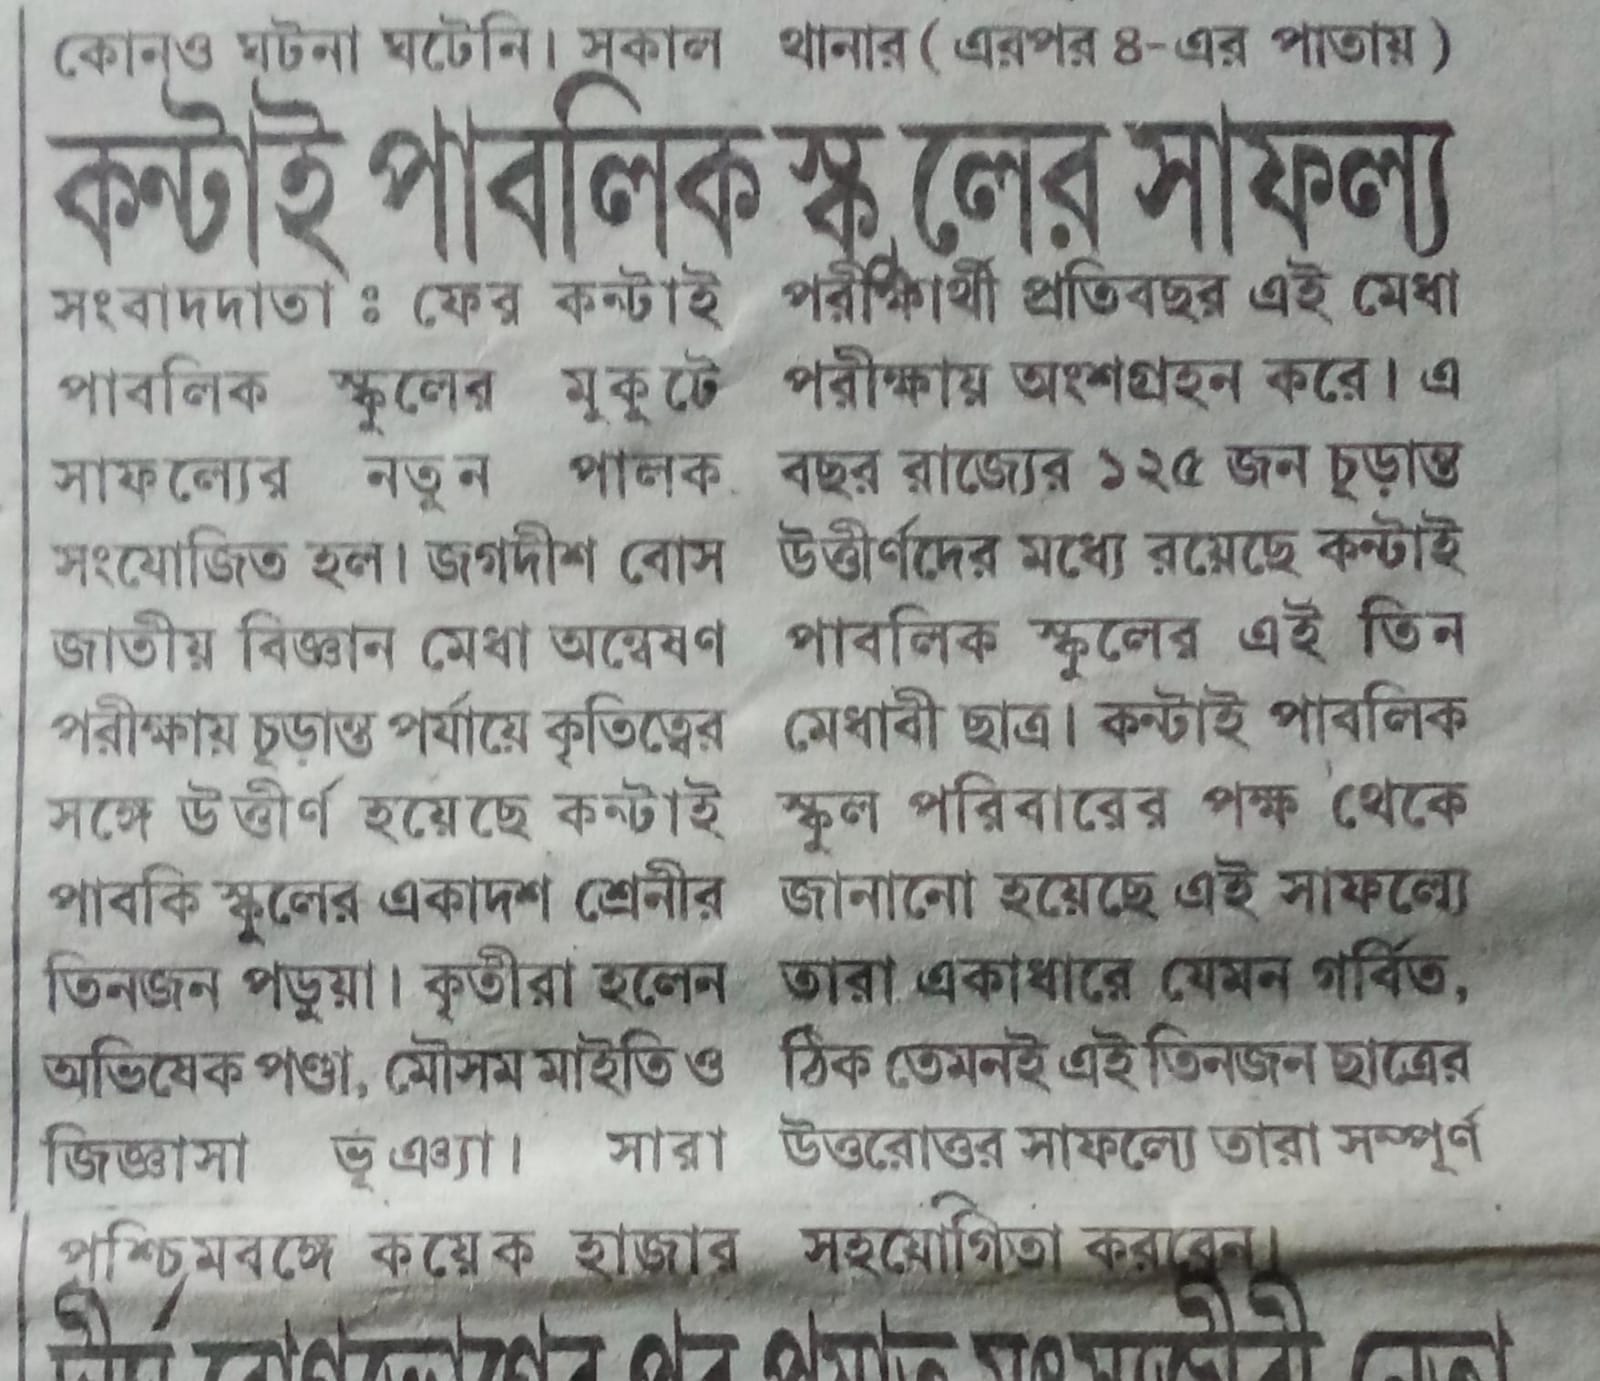 কোনও ঘটনা ঘটেনি। সকাল
থানার ( এরপর ৪-এর পাতায় )
কন্টাই পাবলিক স্কুলের সাফল্য
সংবাদদাতা ঃ ফের কন্টাই
পাবলিক স্কুলের মুকুটে
সাফল্যের নতুন পালক
সংযোজিত হল। জগদীশ বোস
জাতীয় বিজ্ঞান মেধা অন্বেষণ
পরীক্ষায় চূড়ান্ত পর্যায়ে কৃতিত্বের
সঙ্গে উত্তীর্ণ হয়েছে কন্টাই
পাবকি স্কুলের একাদশ শ্রেনীর
তিনজন পড়ুয়া। কৃতীরা হলেন
অভিষেক পণ্ডা, মৌসম মাইতি ও
জিজ্ঞাসা ভূঞ্যা। সারা
পশ্চিমবঙ্গে কয়েক হাজার
পরীক্ষার্থী প্রতিবছর এই মেধা
পরীক্ষায় অংশগ্রহন করে। এ
বছর রাজ্যের ১২৫ জন চূড়ান্ত
উত্তীর্ণদের মধ্যে রয়েছে কন্টাই
পাবলিক স্কুলের এই তিন
মেধাবী ছাত্র। কন্টাই পাবলিক
স্কুল পরিবারের পক্ষ থেকে
জানানো হয়েছে এই সাফল্যে
তারা একাধারে যেমন গর্বিত,
ঠিক তেমনই এই তিনজন ছাত্রের
উত্তরোত্তর সাফল্যে তারা সম্পূর্ণ
সহযোগিতা করবেন।